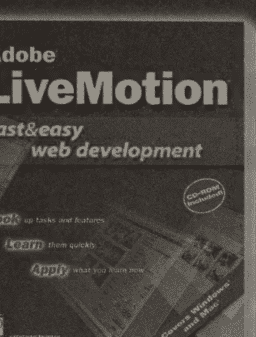 dobe
LiveMotion
ast&easy
web development
CD-ROM
Included!
ook up tasks and features
Learn them quickly
Apply what you learn now
Covers Windows
and Mac